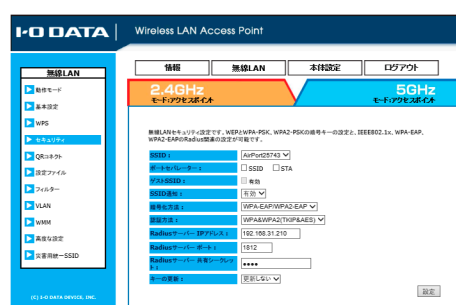 I-O DATA
Wireless LAN Access Point
情報
無線LAN
本体設定
ログアウト
無線LAN
動作モード
基本設定
WPS
セキュリティ
QRコネクト
設定ファイル
フィルター
VLAN
WMM
高度な設定
災害用統一SSID
(C) I-O DATA DEVICE, INC.
2.4GHz
モード:アクセスポイント
5GHz
モード:アクセスポイント
無線LANセキュリティ設定です。WEPとWPA-PSK、WPA2-PSKの暗号キーの設定と、IEEE802.1x、WPA-EAP、
WPA2-EAPのRadius関連の設定が可能です。
SSID : AirPort25743
ポートセパレーター : SSID STA
ゲストSSID : 有効
SSID通知 : 有効
暗号化方法 : WPA-EAP/WPA2-EAP
認証方法 : WPA&WPA2(TKIP&AES)
Radiusサーバー IPアドレス : 192.168.31.210
Radiusサーバー ポート : 1812
Radiusサーバー 共有シークレッ
ト : ●●●●
キーの更新 : 更新しない
設定